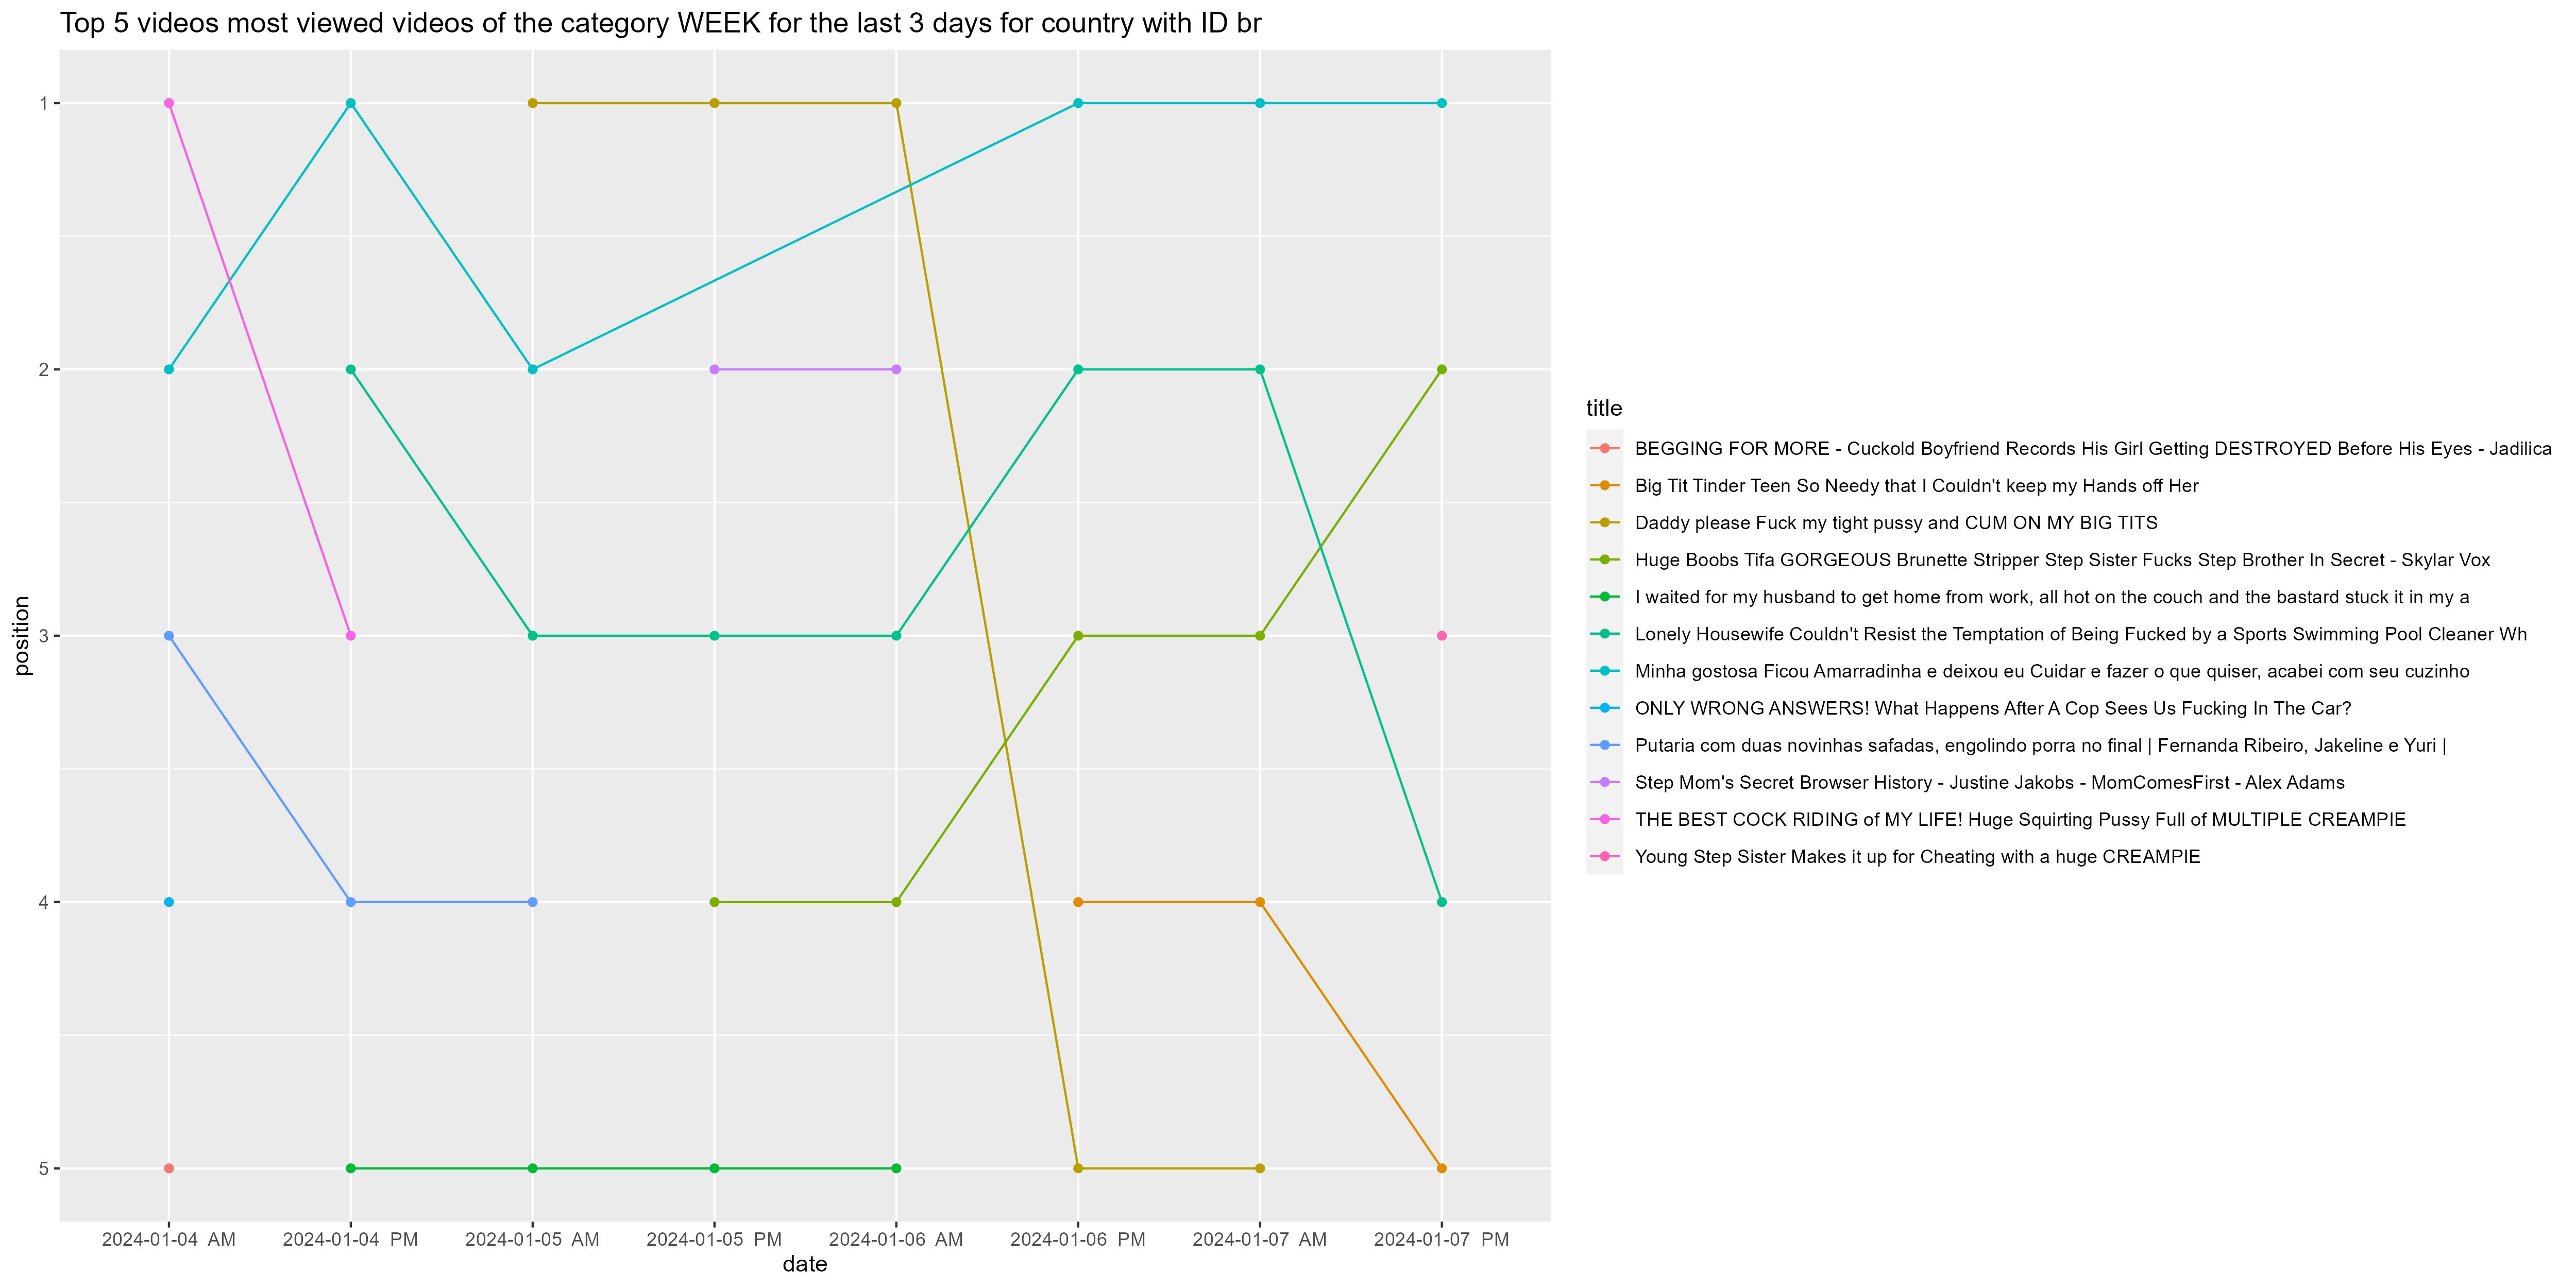 Top 5 videos most viewed videos of the category WEEK for the last 3 days for country with ID br
position
1
2
3
4
5
2024-01-04 AM
2024-01-04 PM
2024-01-05 AM
2024-01-05 PM
2024-01-06 AM
2024-01-06 PM
2024-01-07 AM
2024-01-07 PM
date
title
BEGGING FOR MORE - Cuckold Boyfriend Records His Girl Getting DESTROYED Before His Eyes - Jadilica
Big Tit Tinder Teen So Needy that I Couldn't keep my Hands off Her
Daddy please Fuck my tight pussy and CUM ON MY BIG TITS
Huge Boobs Tifa GORGEOUS Brunette Stripper Step Sister Fucks Step Brother In Secret - Skylar Vox
I waited for my husband to get home from work, all hot on the couch and the bastard stuck it in my a
Lonely Housewife Couldn't Resist the Temptation of Being Fucked by a Sports Swimming Pool Cleaner Wh
Minha gostosa Ficou Amarradinha e deixou eu Cuidar e fazer o que quiser, acabei com seu cuzinho
ONLY WRONG ANSWERS! What Happens After A Cop Sees Us Fucking In The Car?
Putaria com duas novinhas safadas, engolindo porra no final | Fernanda Ribeiro, Jakeline e Yuri |
Step Mom's Secret Browser History - Justine Jakobs - MomComesFirst - Alex Adams
THE BEST COCK RIDING of MY LIFE! Huge Squirting Pussy Full of MULTIPLE CREAMPIE
Young Step Sister Makes it up for Cheating with a huge CREAMPIE